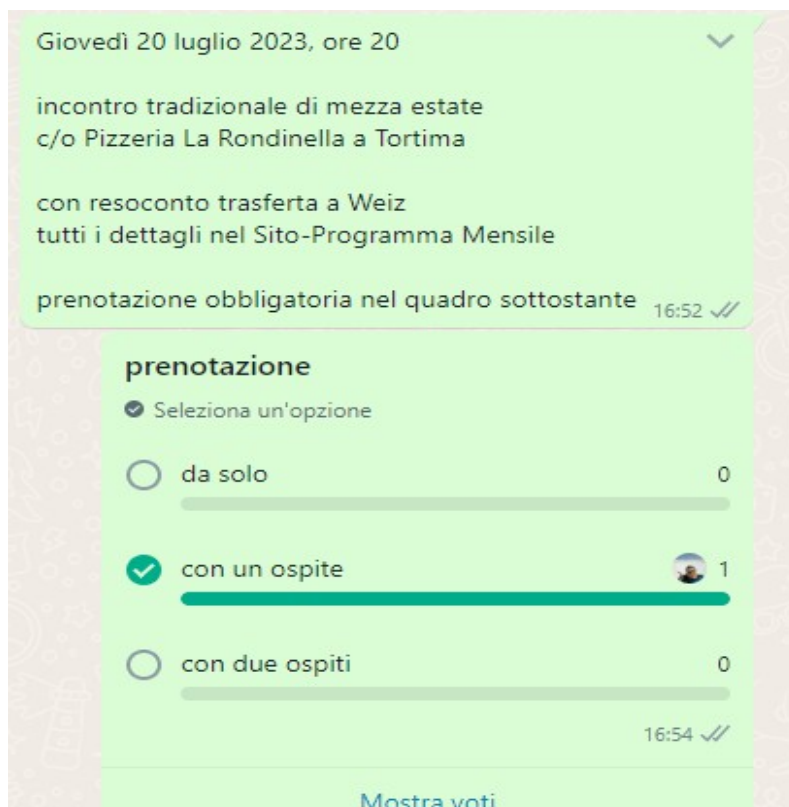 Giovedì 20 luglio 2023, ore 20
incontro tradizionale di mezza estate
c/o Pizzeria La Rondinella a Tortima
con resoconto trasferta a Weiz
tutti i dettagli nel Sito-Programma Mensile
prenotazione obbligatoria nel quadro sottostante 16:52
prenotazione
Seleziona un'opzione
da solo 0
con un ospite 1
con due ospiti 0
16:54
Mostra voti